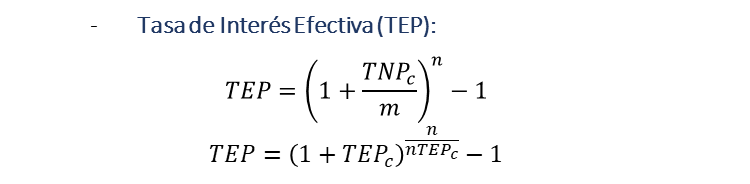 - Tasa de Interés Efectiva (TEP):
TEP = (1 + TNP_c / m)^n − 1
TEP = (1 + TEP_c)^(n / nTEP_c) − 1